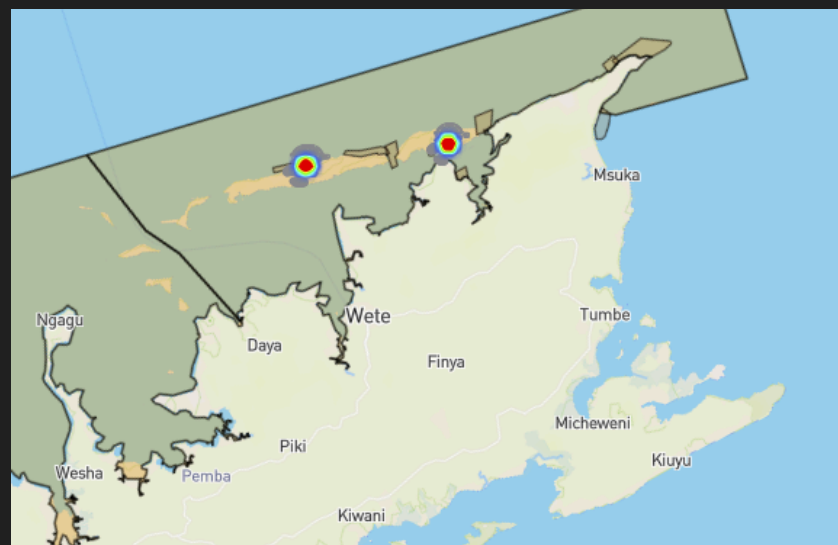 Msuka
Wete
Tumbe
Ngagu
Daya
Finya
Micheweni
Piki
Kiuyu
Wesha
Pemba
Kiwani